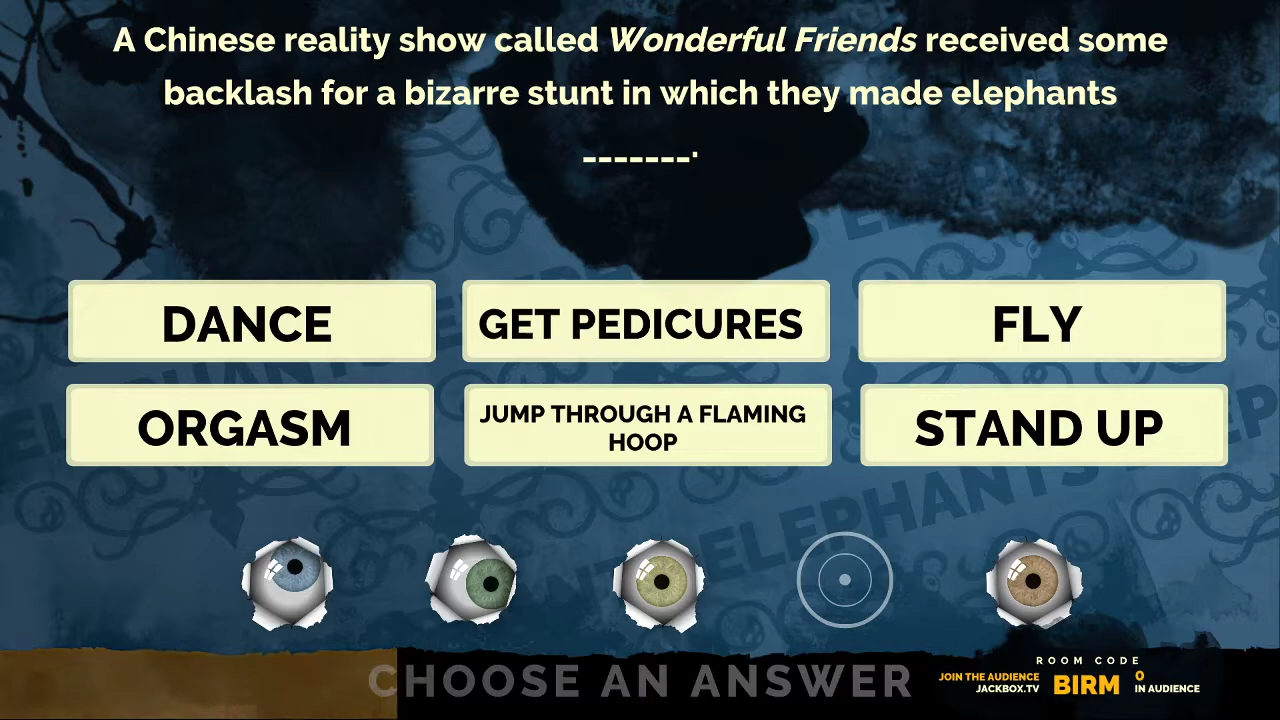 A Chinese reality show called Wonderful Friends received some
backlash for a bizarre stunt in which they made elephants
_______.
DANCE
GET PEDICURES
FLY
ORGASM
JUMP THROUGH A FLAMING
HOOP
STAND UP
ELEPHANTS
CHOOSE AN ANSWER
ROOM CODE
JOIN THE AUDIENCE
JACKBOX.TV
BIRM
0
IN AUDIENCE